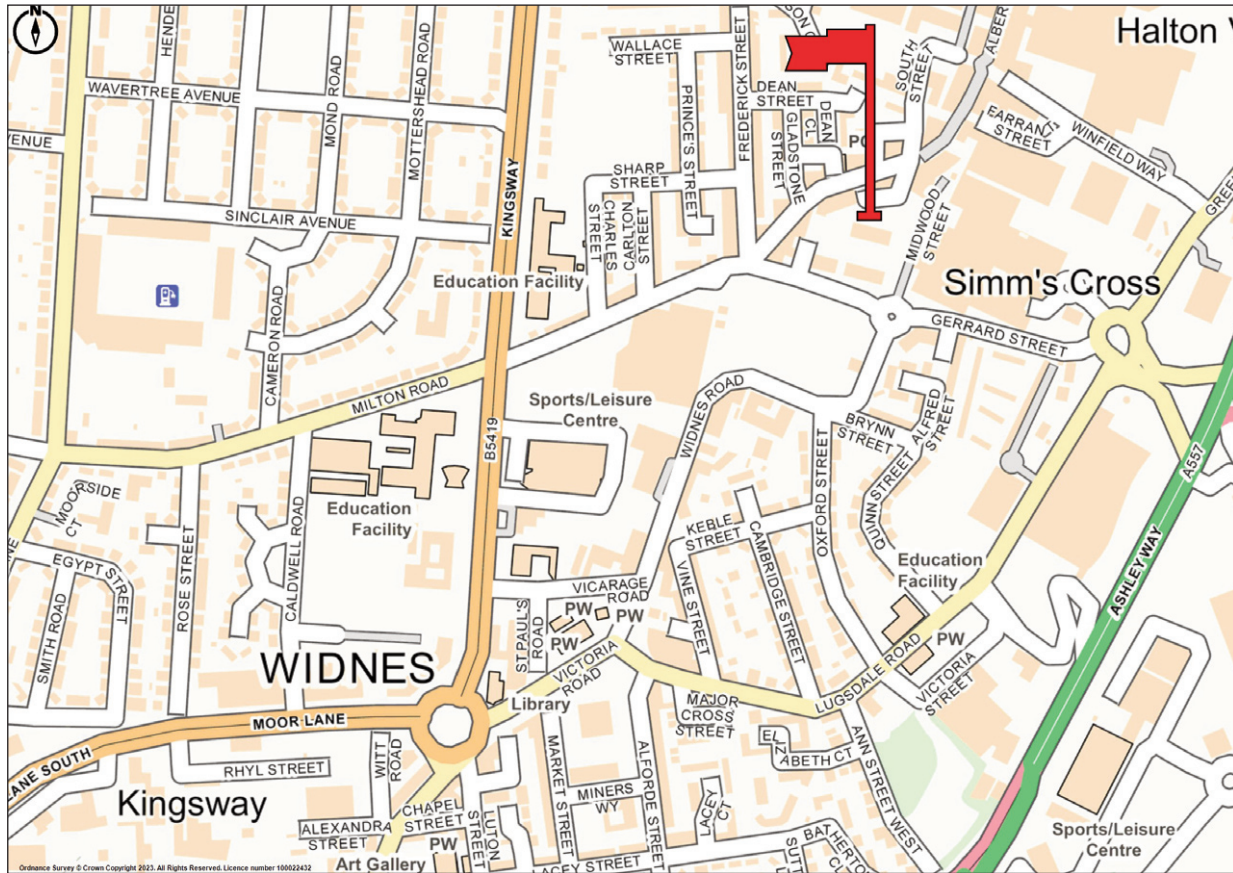 N
HENDE
WAVERTREE AVENUE
MOND ROAD
MOTTERSHEAD ROAD
VENUE
SINCLAIR AVENUE
KINGSWAY
WALLACE
STREET
PRINCES STREET
FREDERICK STREET
SON C
DEAN
STREET
DEAN
CL
GLADSTONE
STREET
SOUTH
STREET
ALBER
Halton V
EARRANT
STREET
WINFIELD WAY
GREE
SHARP
STREET
CHARLES
STREET
CARLTON
STREET
MIDWOOD
STREET
Education Facility
Simm's Cross
GERRARD STREET
CAMERON ROAD
MILTON ROAD
B5419
Sports/Leisure
Centre
WIDNES ROAD
BRYNN
STREET
ALFRED
STREET
OXFORD STREET
QUINN STREET
A557
ASHLEY WAY
MOORSIDE
CT
EGYPT STREET
SMITH ROAD
ROSE STREET
CALDWELL ROAD
Education
Facility
KEBLE
STREET
CAMBRIDGE STREET
VINE STREET
Education
Facility
VICARAGE
ROAD
ST PAUL'S
ROAD
PW
PW
PW
VICTORIA
ROAD
PW
LUGSDALE ROAD
VICTORIA
STREET
WIDNES
Library
MOOR LANE
LANE SOUTH
MAJOR
CROSS
STREET
ELIZABETH CT
ANN STREET WEST
RHYL STREET
WITT
ROAD
Kingsway
ALEXANDRA
STREET
CHAPEL
STREET
LUTON
STREET
MARKET STREET
MINERS
WY
ALFORDE STREET
LACEY
CT
PW
Art Gallery
LACEY STREET
Sports/Leisure
Centre
Ordnance Survey © Crown Copyright 2023. All Rights Reserved. Licence number 100022432